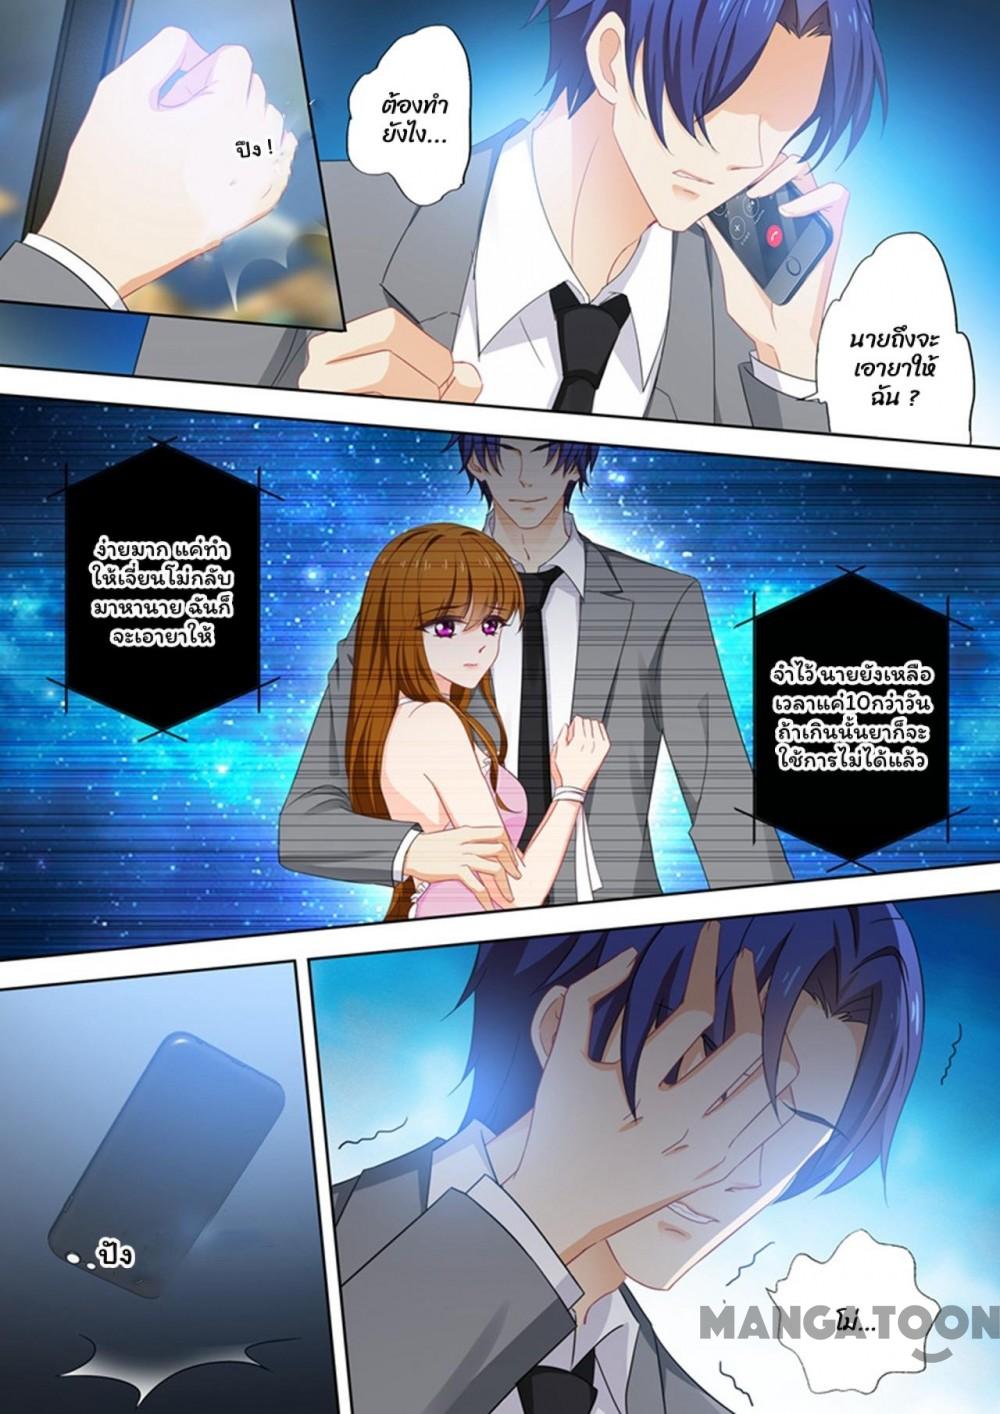 ต้องทำ
ยังไง...
ปึง !
นายถึงจะ
เอายาให้
ฉัน ?
ง่ายมาก แค่ทำ
ให้เจี่ยนโม่กลับ
มาหานาย ฉันก็
จะเอายาให้
จำไว้ นายยังเหลือ
เวลาแค่10กว่าวัน
ถ้าเกินนั้นยาก็จะ
ใช้การไม่ได้แล้ว
ปัง
โม่...
MANGATOON